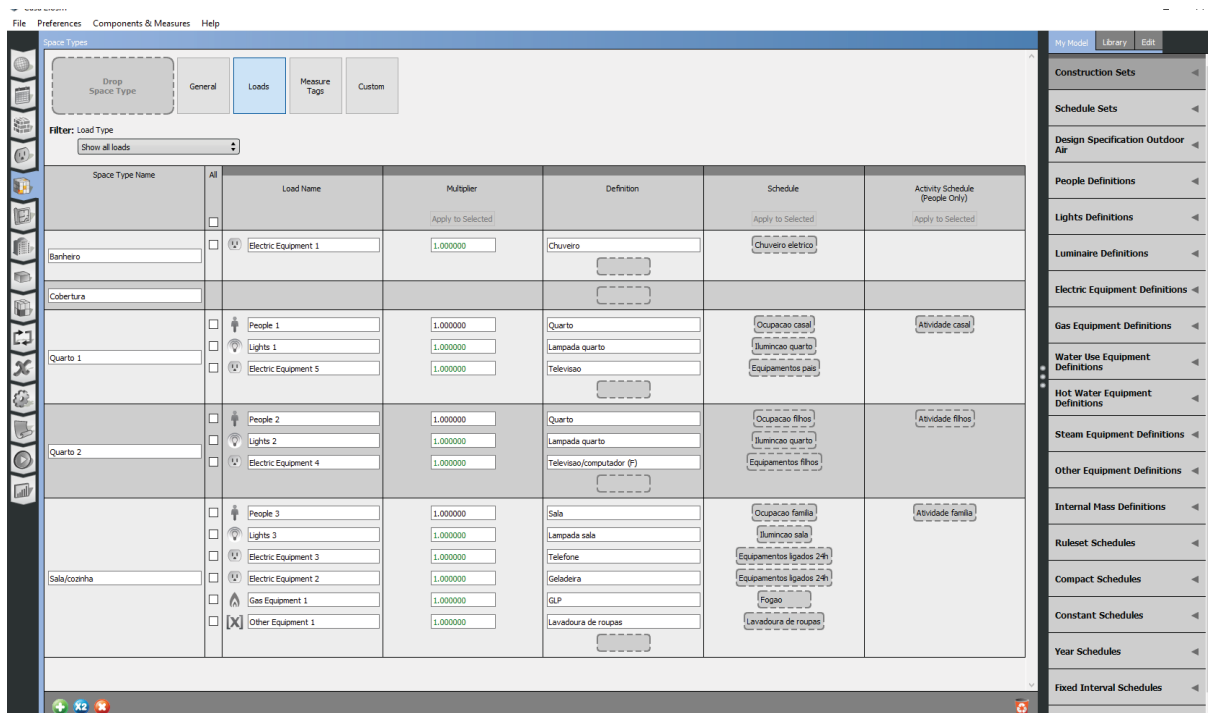 File Preferences Components & Measures Help
Space Types
My Model Library Edit
Drop
Space Type
General
Loads
Measure
Tags
Custom
Filter: Load Type
Show all loads
Space Type Name
All
Load Name
Multiplier
Definition
Schedule
Activity Schedule
(People Only)
Apply to Selected
Apply to Selected
Apply to Selected
Banheiro
Electric Equipment 1 1.000000 Chuveiro Chuveiro eletrico
Cobertura
Quarto 1
People 1 1.000000 Quarto Ocupacao casal Atividade casal
Lights 1 1.000000 Lampada quarto Ilumincao quarto
Electric Equipment 5 1.000000 Televisao Equipamentos pais
Quarto 2
People 2 1.000000 Quarto Ocupacao filhos Atividade filhos
Lights 2 1.000000 Lampada quarto Ilumincao quarto
Electric Equipment 4 1.000000 Televisao/computador (F) Equipamentos filhos
Sala/cozinha
People 3 1.000000 Sala Ocupacao familia Atividade familia
Lights 3 1.000000 Lampada sala Ilumincao sala
Electric Equipment 3 1.000000 Telefone Equipamentos ligados 24h
Electric Equipment 2 1.000000 Geladeira Equipamentos ligados 24h
Gas Equipment 1 1.000000 GLP Fogao
[X] Other Equipment 1 1.000000 Lavadoura de roupas Lavadoura de roupas
X2
Construction Sets
Schedule Sets
Design Specification Outdoor
Air
People Definitions
Lights Definitions
Luminaire Definitions
Electric Equipment Definitions
Gas Equipment Definitions
Water Use Equipment
Definitions
Hot Water Equipment
Definitions
Steam Equipment Definitions
Other Equipment Definitions
Internal Mass Definitions
Ruleset Schedules
Compact Schedules
Constant Schedules
Year Schedules
Fixed Interval Schedules